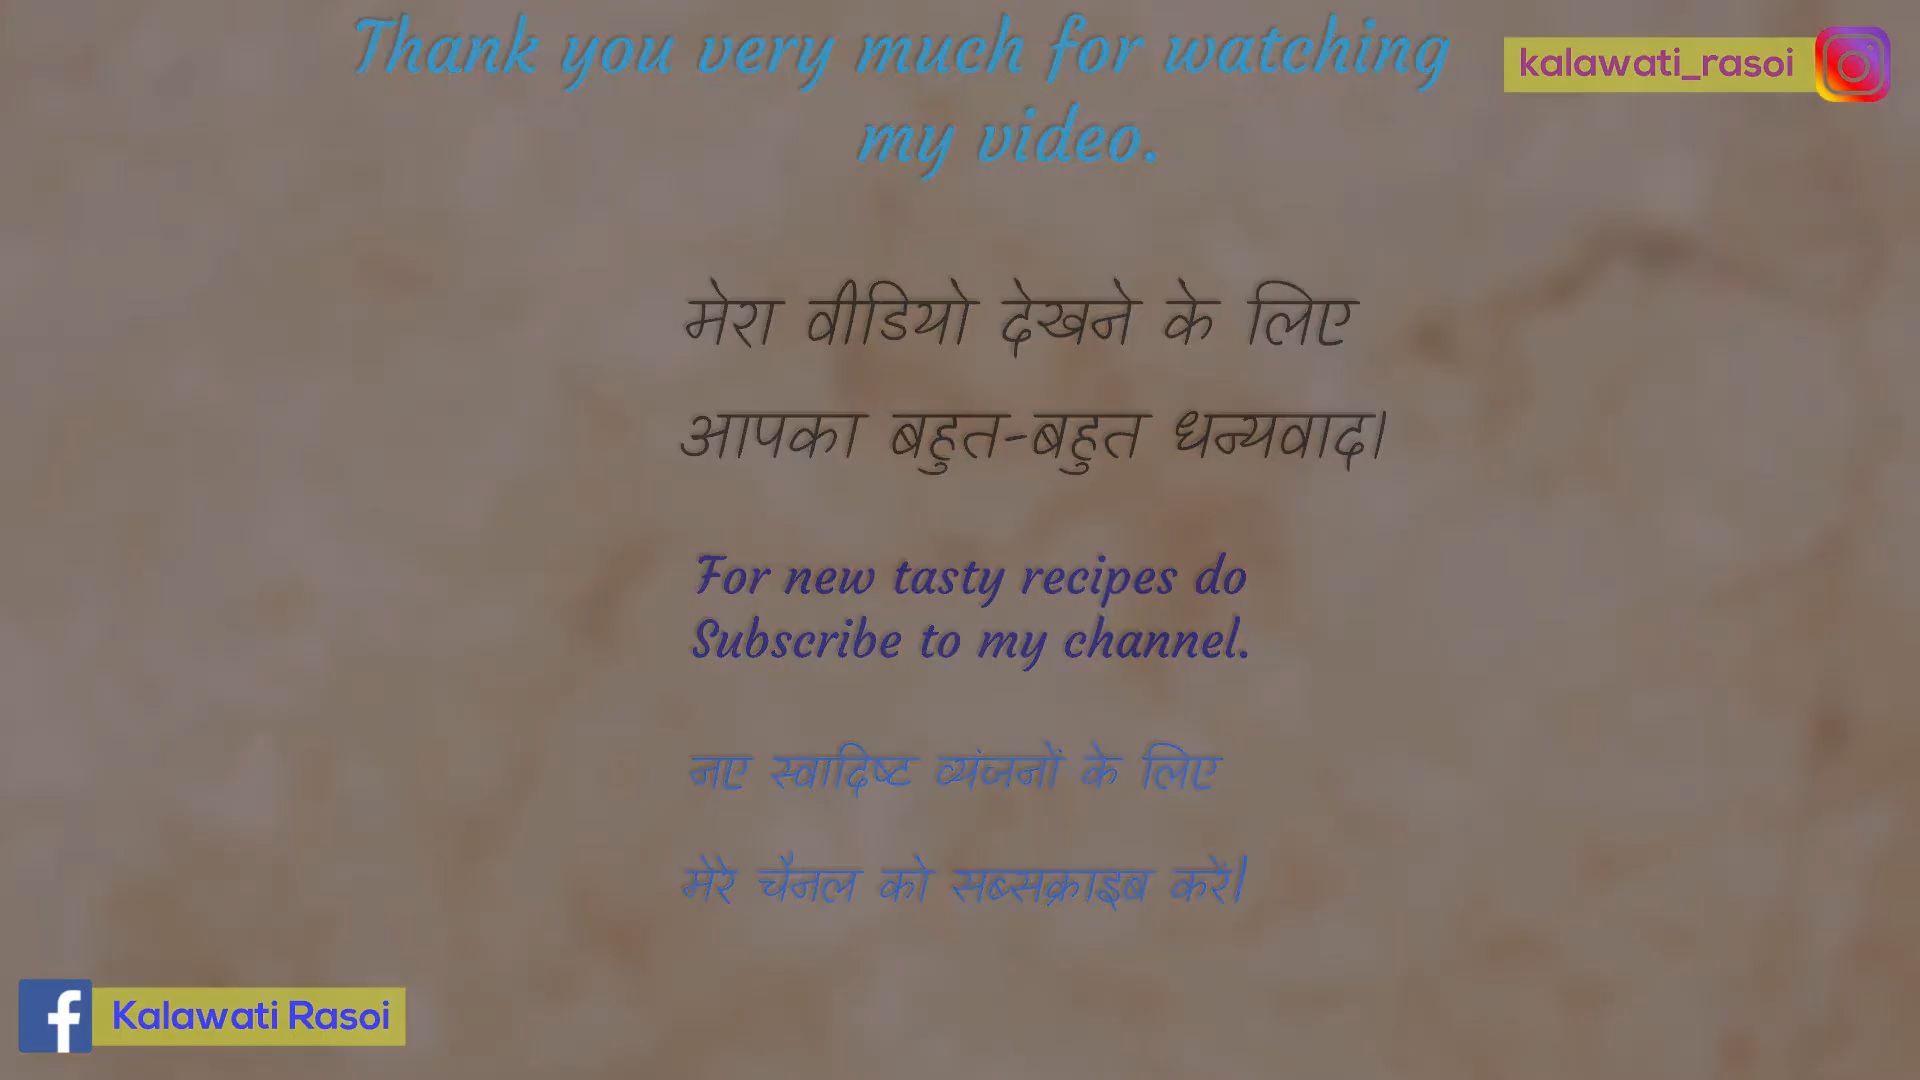 Thank you very much for watching
my video.
kalawati_rasoi
मेरा वीडियो देखने के लिए
आपका बहुत-बहुत धन्यवाद।
For new tasty recipes do
Subscribe to my channel.
नए स्वादिष्ट व्यंजनों के लिए
मेरे चैनल को सब्सक्राइब करें।
Kalawati Rasoi